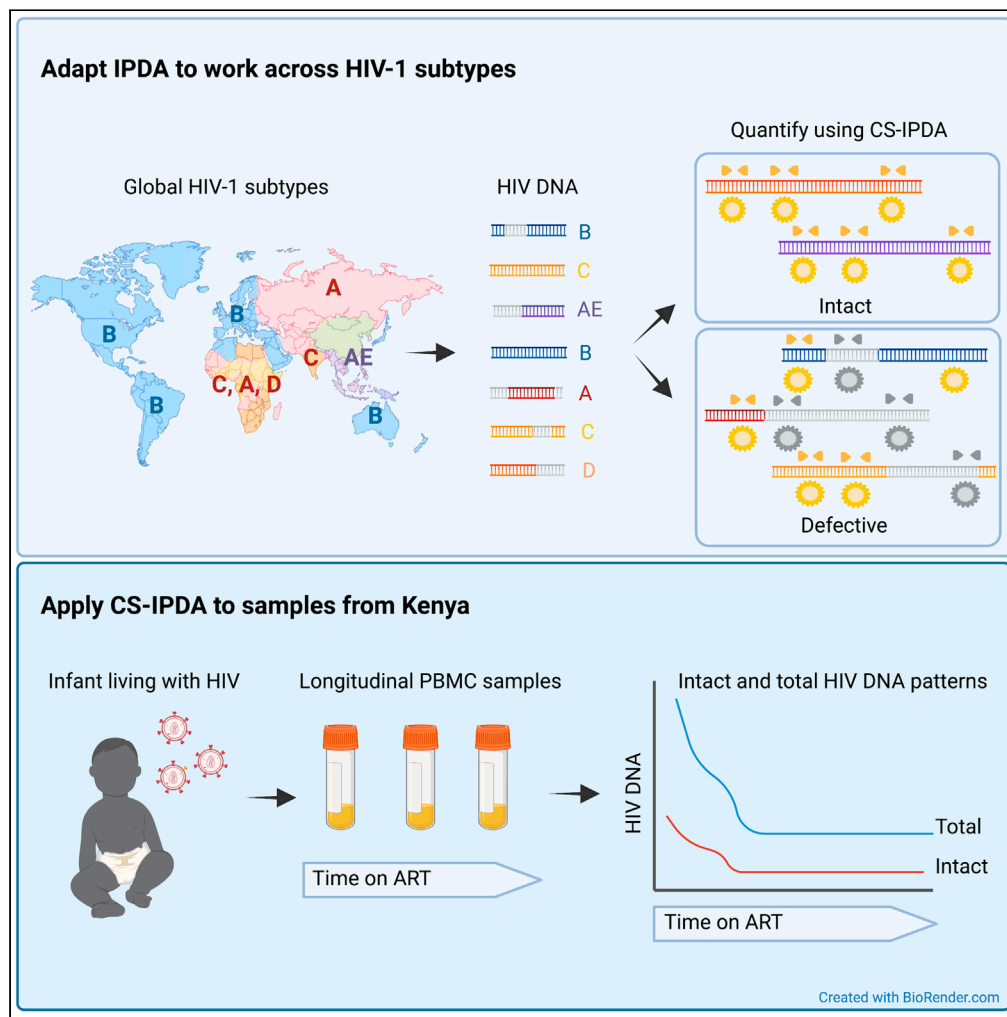 Adapt IPDA to work across HIV-1 subtypes
Global HIV-1 subtypes
HIV DNA
Quantify using CS-IPDA
B
B
B
A
C
AE
C, A, D
B
B
C
AE
B
A
C
D
Intact
Defective
Apply CS-IPDA to samples from Kenya
Infant living with HIV
Longitudinal PBMC samples
Time on ART
Intact and total HIV DNA patterns
HIV DNA
Total
Intact
Time on ART
Created with BioRender.com